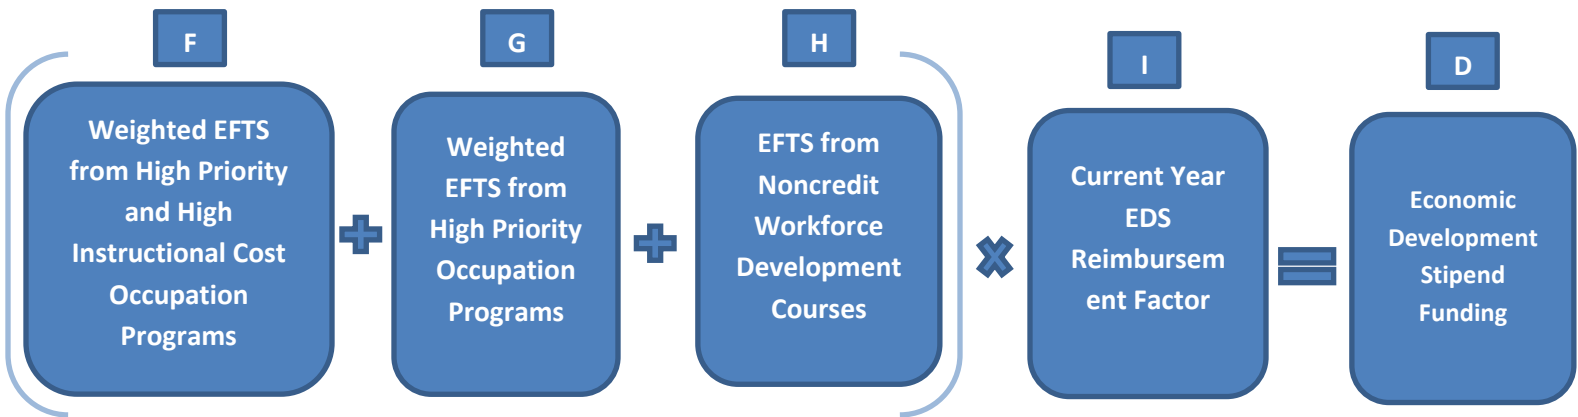 F
Weighted EFTS
from High Priority
and High
Instructional Cost
Occupation
Programs
G
Weighted
EFTS from
High Priority
Occupation
Programs
H
EFTS from
Noncredit
Workforce
Development
Courses
I
Current Year
EDS
Reimbursem
ent Factor
D
Economic
Development
Stipend
Funding